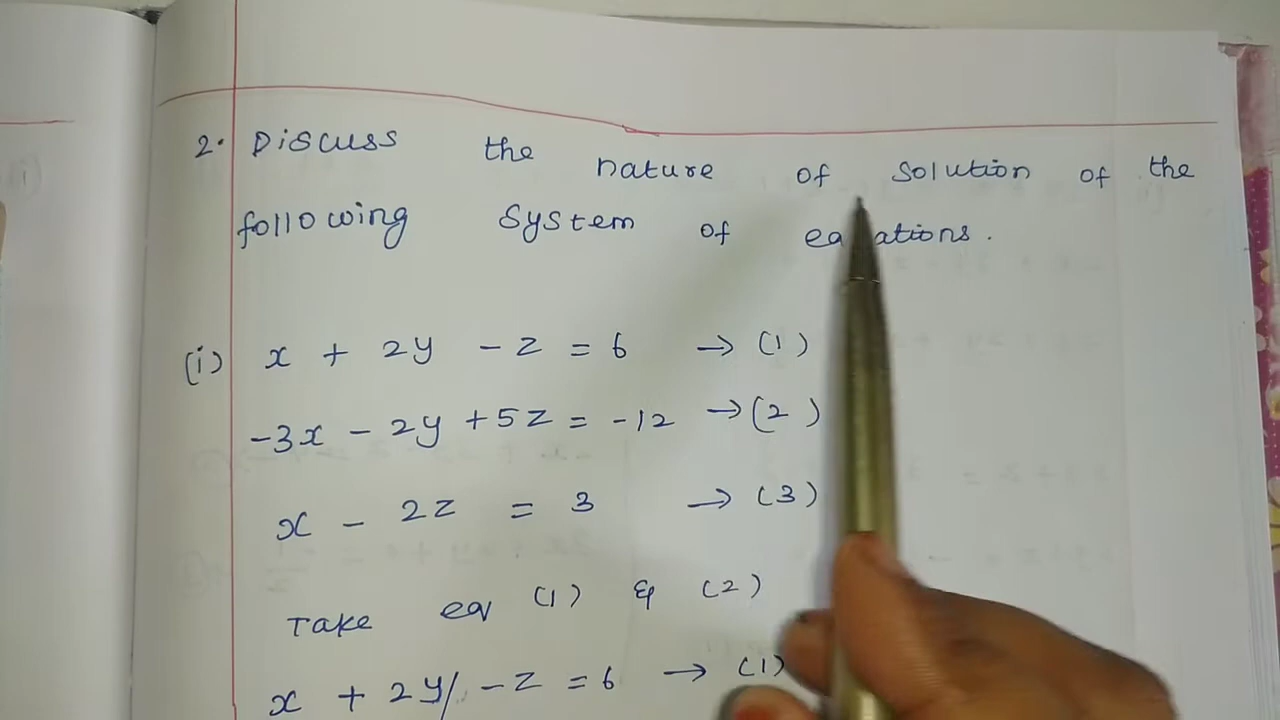 2. Discuss the nature of solution of the
following system of equations.
(i) x + 2y - z = 6 → (1)
-3x - 2y + 5z = -12 → (2)
x - 2z = 3 → (3)
Take eq (1) & (2)
x + 2y - z = 6 → (1)